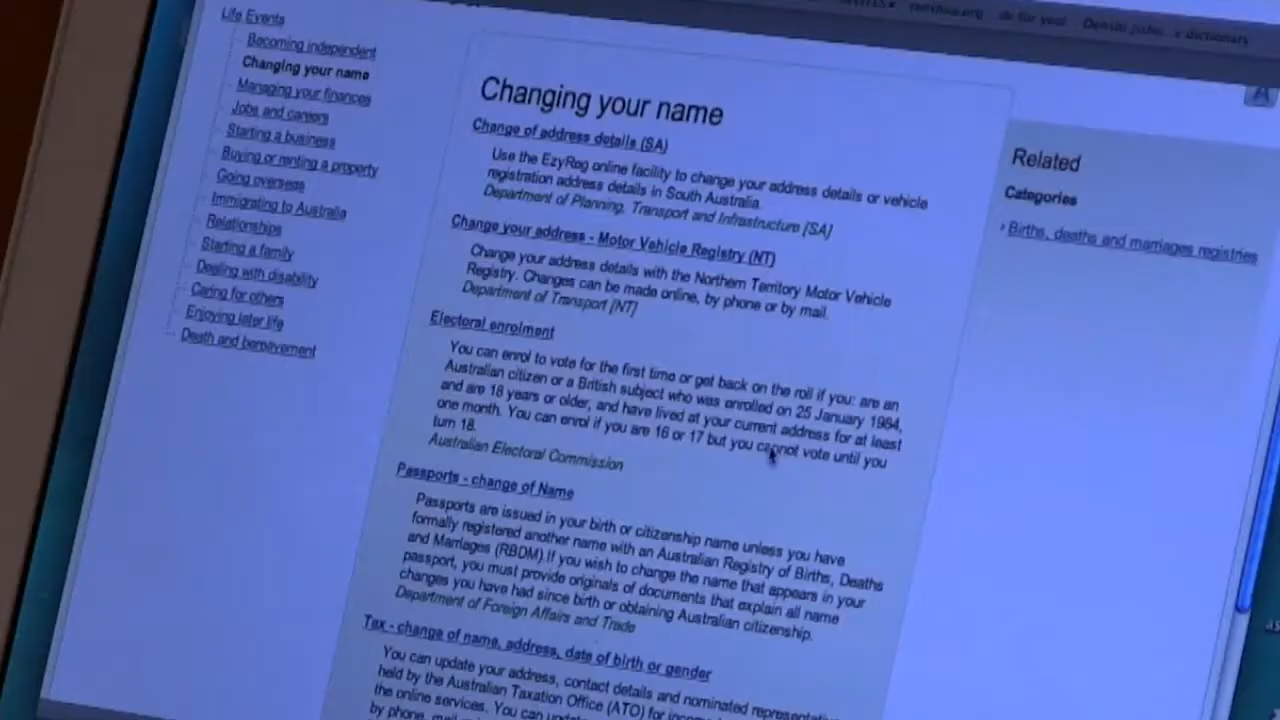 ramshua.org do for you! Denshi Jisho ...e dictionary
Life Events
Becoming independent
Changing your name
Managing your finances
Jobs and careers
Starting a business
Buying or renting a property
Going overseas
Immigrating to Australia
Relationships
Starting a family
Dealing with disability
Caring for others
Enjoying later life
Death and bereavement
Changing your name
Change of address details (SA)
Use the EzyReg online facility to change your address details or vehicle
registration address details in South Australia.
Department of Planning, Transport and Infrastructure [SA]
Change your address - Motor Vehicle Registry (NT)
Change your address details with the Northern Territory Motor Vehicle
Registry. Changes can be made online, by phone or by mail.
Department of Transport [NT]
Electoral enrolment
You can enrol to vote for the first time or get back on the roll if you: are an
Australian citizen or a British subject who was enrolled on 25 January 1984,
and are 18 years or older, and have lived at your current address for at least
one month. You can enrol if you are 16 or 17 but you cannot vote until you
turn 18.
Australian Electoral Commission
Passports - change of Name
Passports are issued in your birth or citizenship name unless you have
formally registered another name with an Australian Registry of Births, Deaths
and Marriages (RBDM).If you wish to change the name that appears in your
passport, you must provide originals of documents that explain all name
changes you have had since birth or obtaining Australian citizenship.
Department of Foreign Affairs and Trade
Tax - change of name, address, date of birth or gender
You can update your address, contact details and nominated representative
held by the Australian Taxation Office (ATO) for
the online services. You can
by phone, mail
Related
Categories
Births, deaths and marriages registries